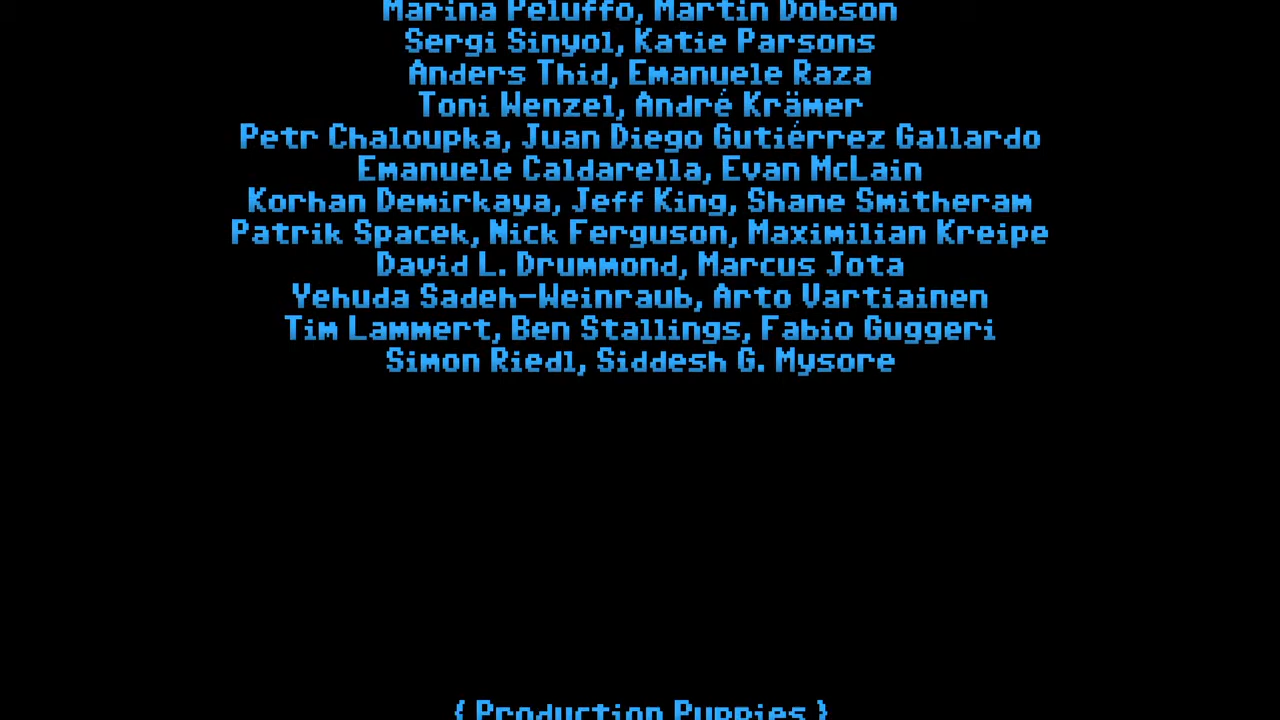 Marina Peluffo, Martin Dobson
Sergi Sinyol, Katie Parsons
Anders Thid, Emanuele Raza
Toni Wenzel, André Krämer
Petr Chaloupka, Juan Diego Gutiérrez Gallardo
Emanuele Caldarella, Evan McLain
Korhan Demirkaya, Jeff King, Shane Smitheram
Patrik Spacek, Nick Ferguson, Maximilian Kreipe
David L. Drummond, Marcus Jota
Yehuda Sadeh-Weinraub, Arto Vartiainen
Tim Lammert, Ben Stallings, Fabio Guggeri
Simon Riedl, Siddesh G. Mysore
{ Production Puppies }